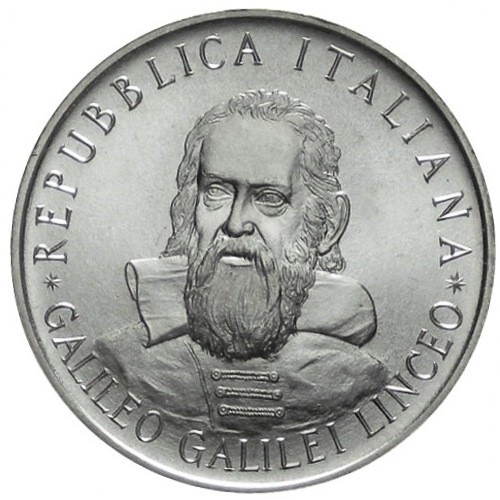 REPUBBLICA ITALIANA
* GALILEO GALILEI LINCEO *